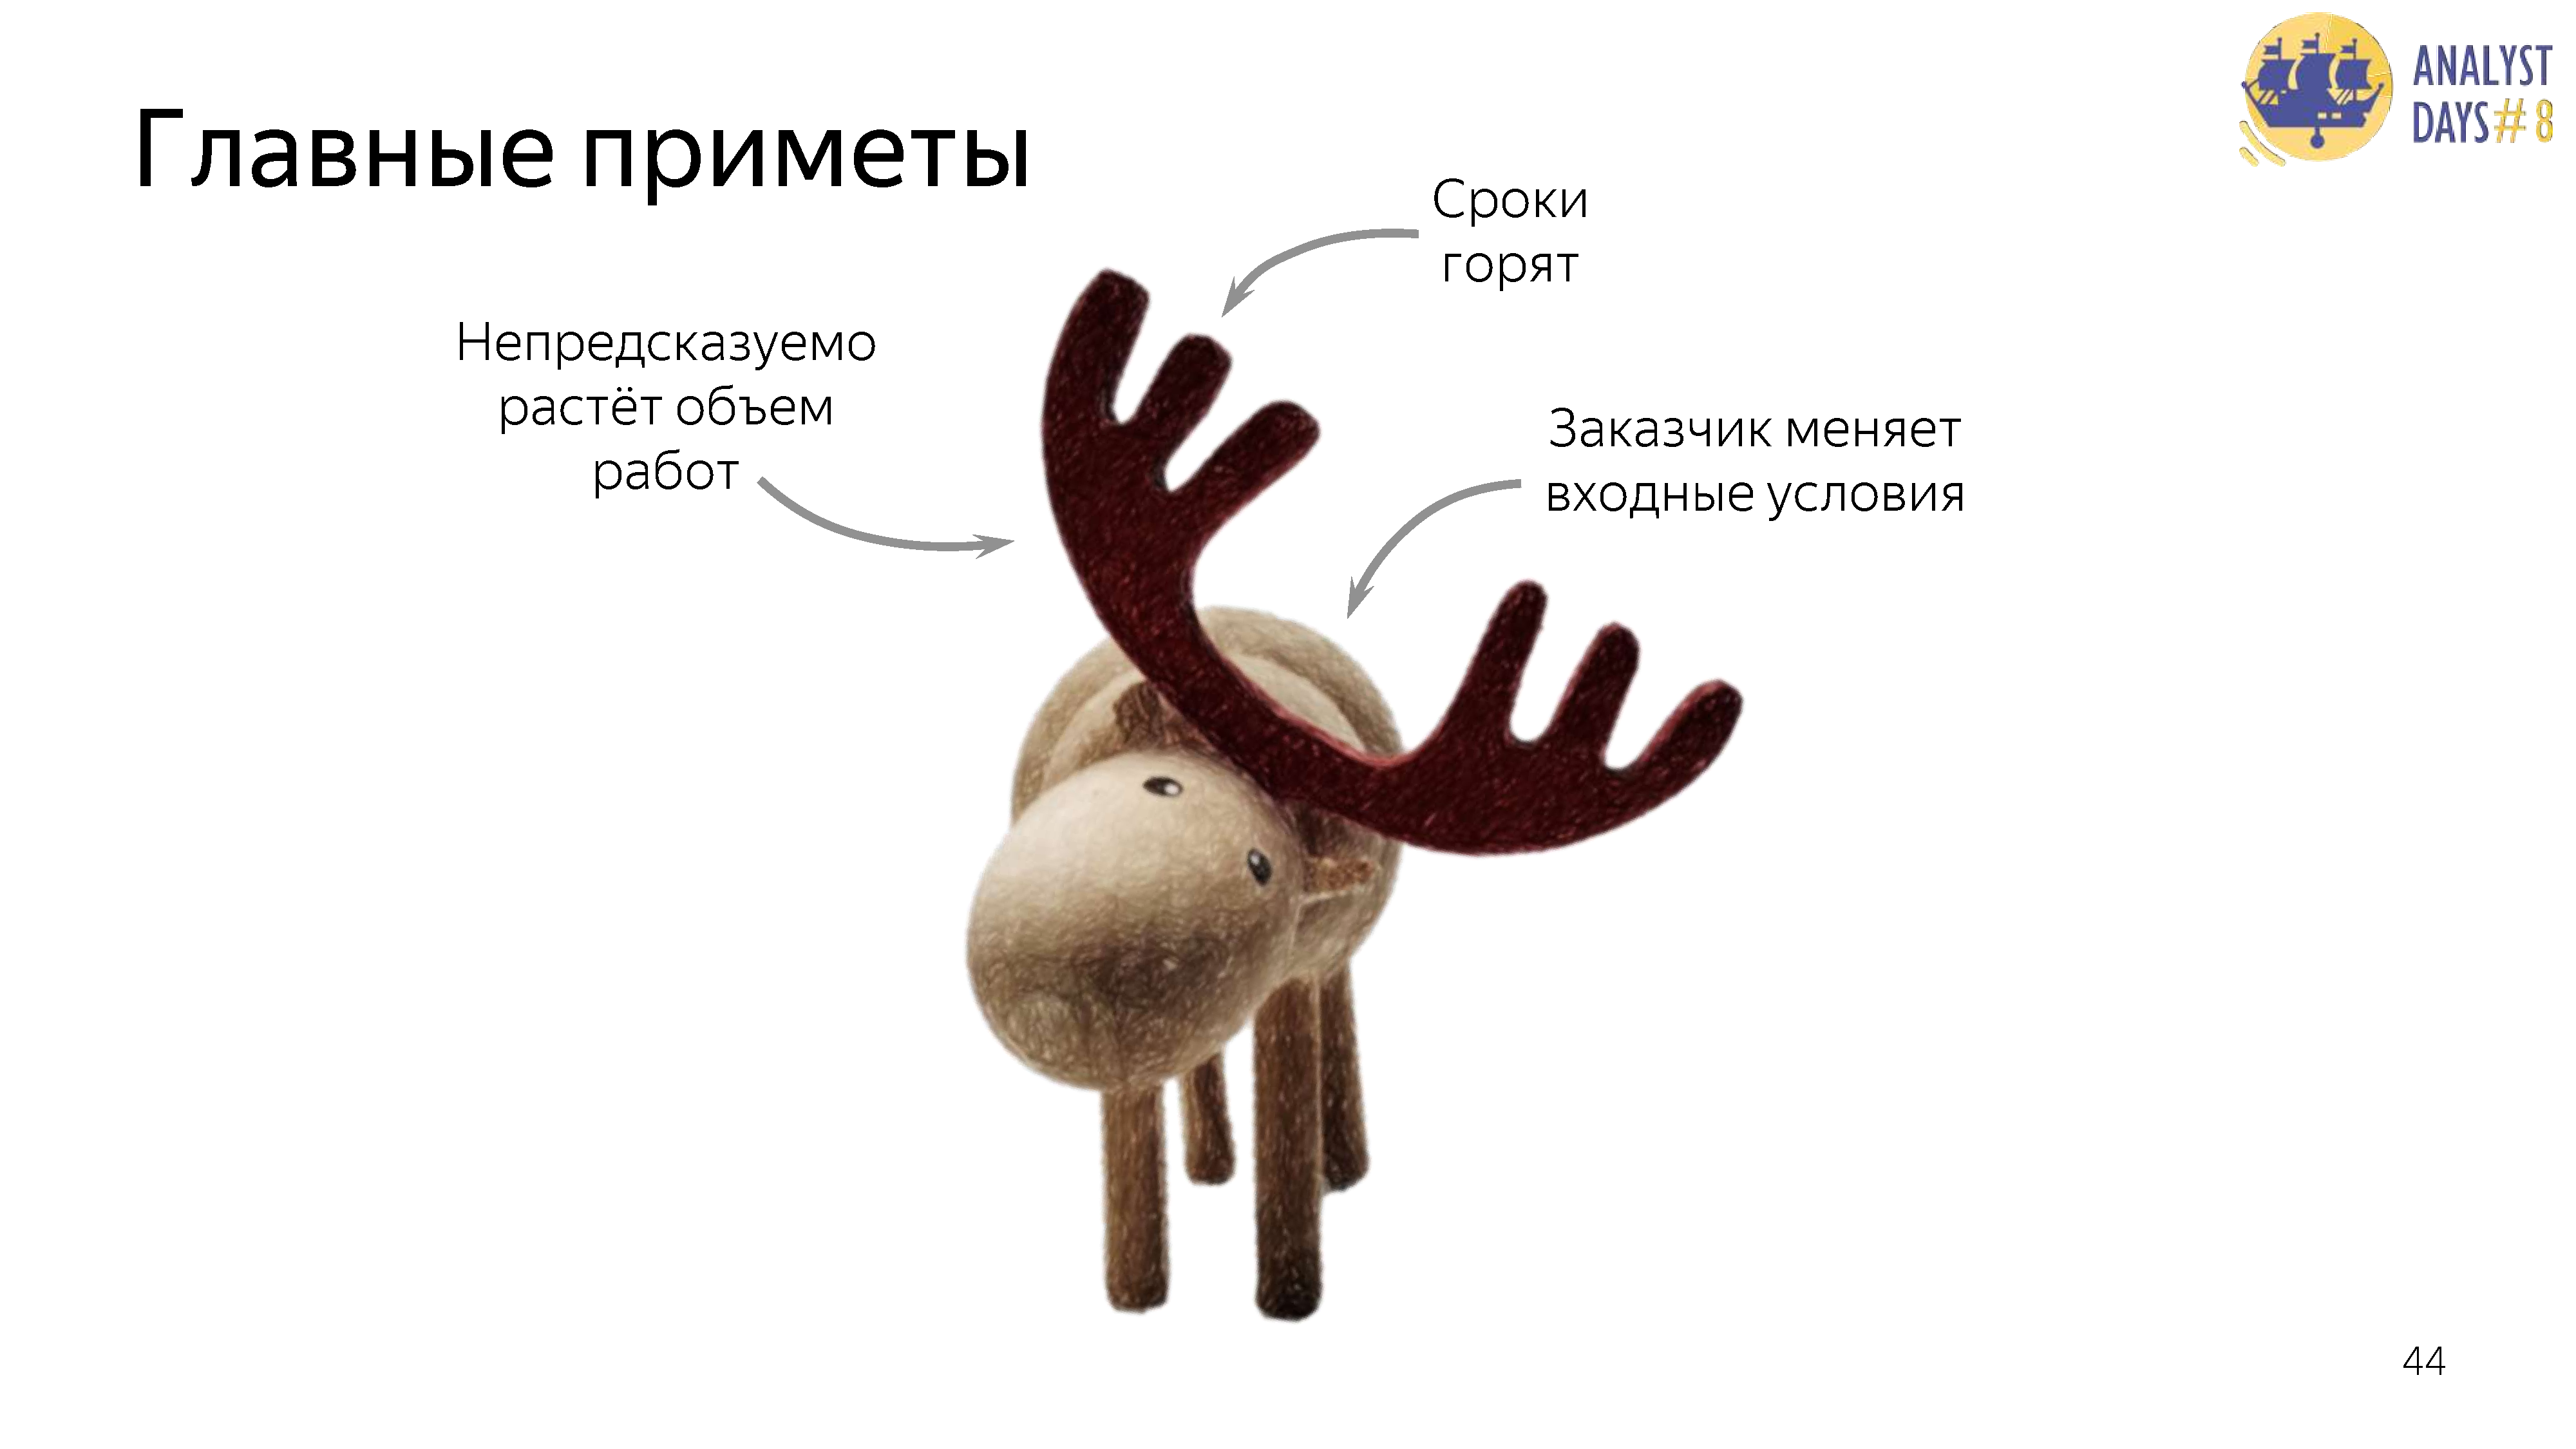 Главные приметы
ANALYST
DAYS#8
Сроки
горят
Непредсказуемо
растёт объем
работ
Заказчик меняет
входные условия
44